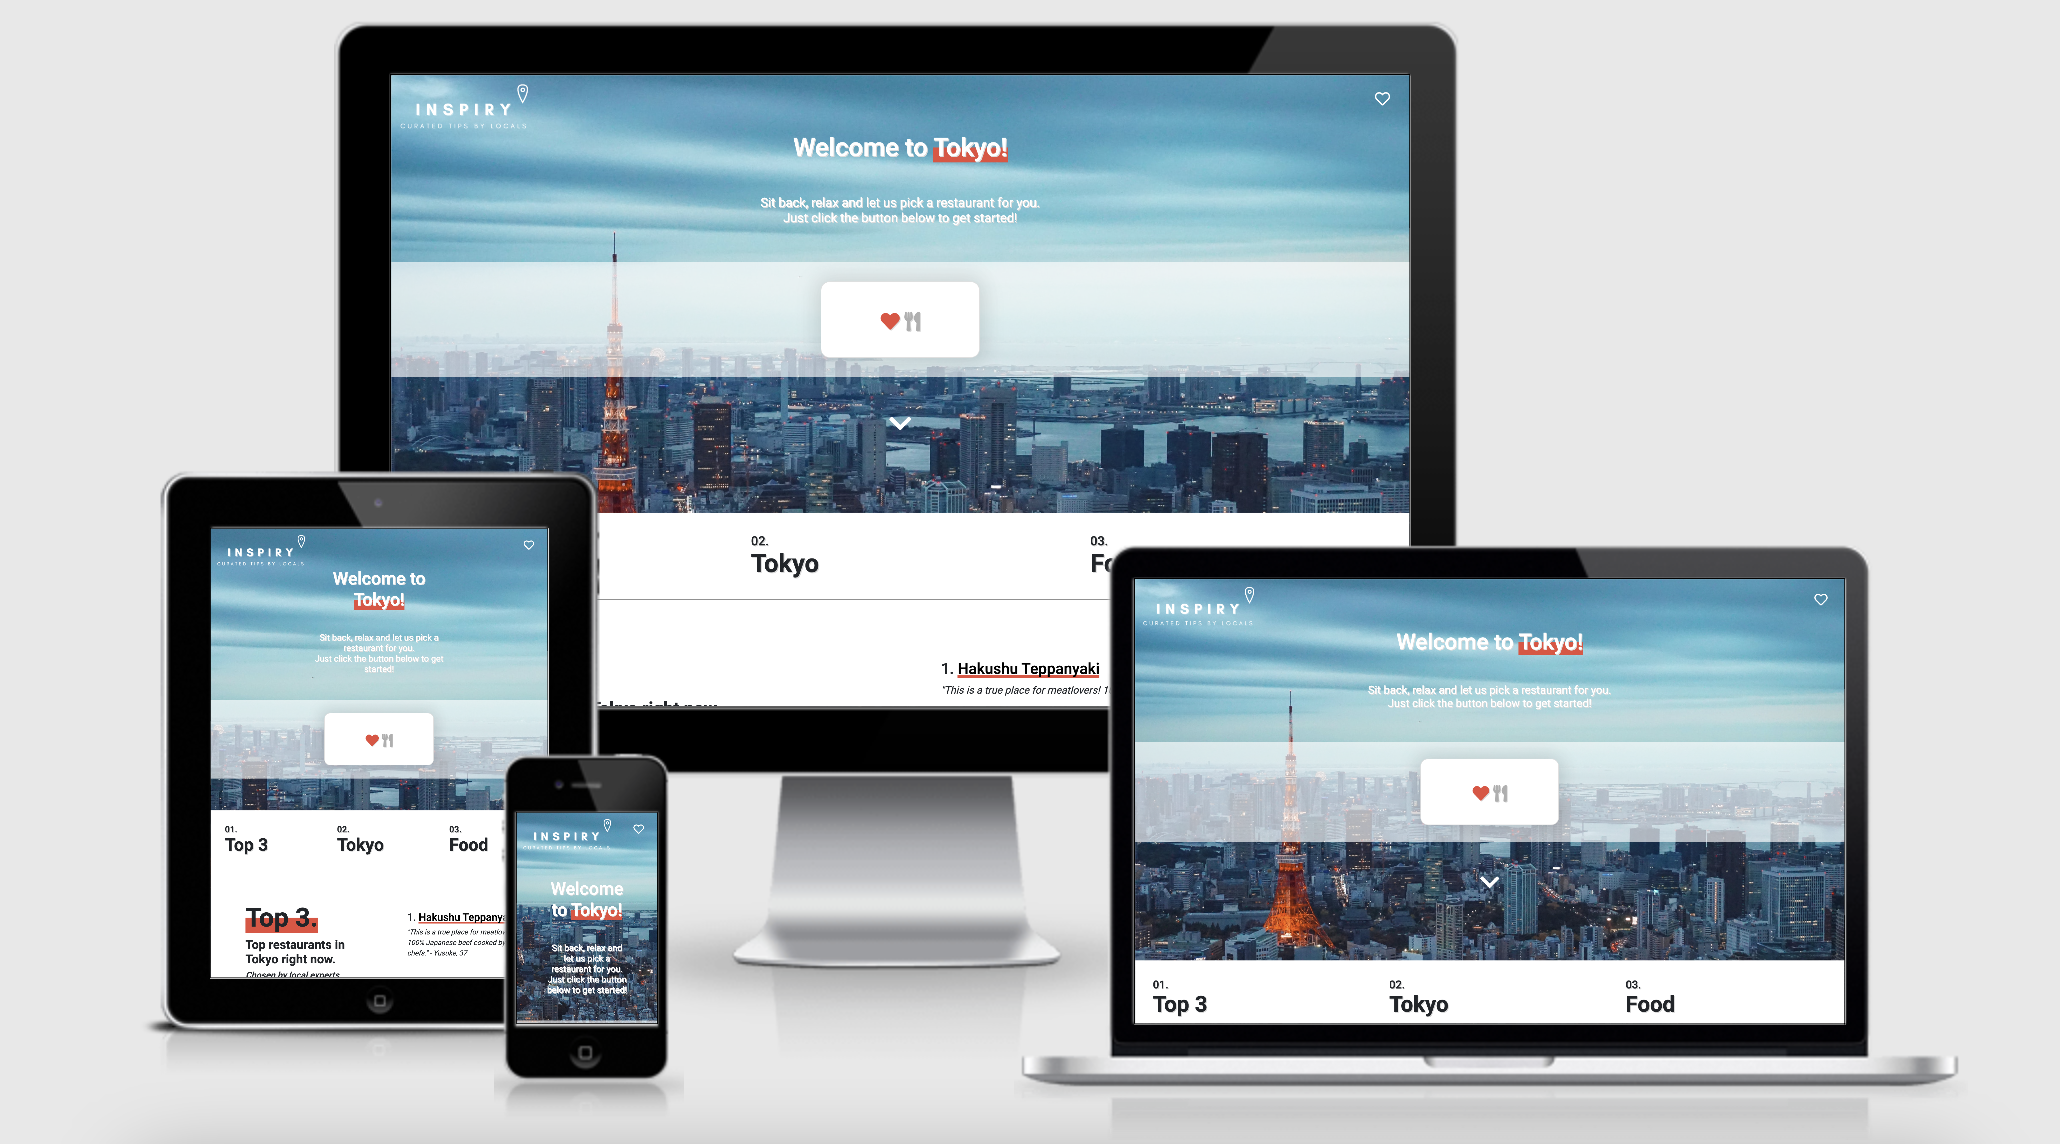 INSPIRY
CURATED TIPS BY LOCALS
Welcome to Tokyo!
Sit back, relax and let us pick a restaurant for you.
Just click the button below to get started!
02.
Tokyo
03.
1. Hakushu Teppanyaki
"This is a true place for meatlovers!
right now
INSPIRY
CURATED TIPS BY LOCALS
Welcome to
Tokyo!
Sit back, relax and let us pick a
restaurant for you.
Just click the button below to get
started!
01.
Top 3
02.
Tokyo
03.
Food
Top 3.
Top restaurants in
Tokyo right now.
Chosen by local experts
1. Hakushu Teppanya
"This is a true place for meatlov
100% Japanese beef cooked by
chefs." - Yusuke, 37
INSPIRY
CURATED TIPS BY LOCALS
Welcome
to Tokyo!
Sit back, relax and
let us pick a
restaurant for you.
Just click the button
below to get started!
INSPIRY
CURATED TIPS BY LOCALS
Welcome to Tokyo!
Sit back, relax and let us pick a restaurant for you.
Just click the button below to get started!
01.
Top 3
02.
Tokyo
03.
Food